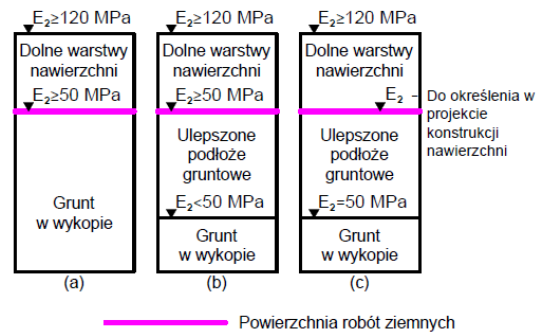 E₂≥120 MPa
Dolne warstwy
nawierzchni
E₂≥50 MPa
Grunt
w wykopie
(a)
E₂≥120 MPa
Dolne warstwy
nawierzchni
E₂≥50 MPa
Ulepszone
podłoże
gruntowe
E₂<50 MPa
Grunt
w wykopie
(b)
E₂≥120 MPa
Dolne warstwy
nawierzchni
E₂ - Do określenia w
projekcie
konstrukcji
nawierzchni
Ulepszone
podłoże
gruntowe
E₂=50 MPa
Grunt
w wykopie
(c)
Powierzchnia robót ziemnych